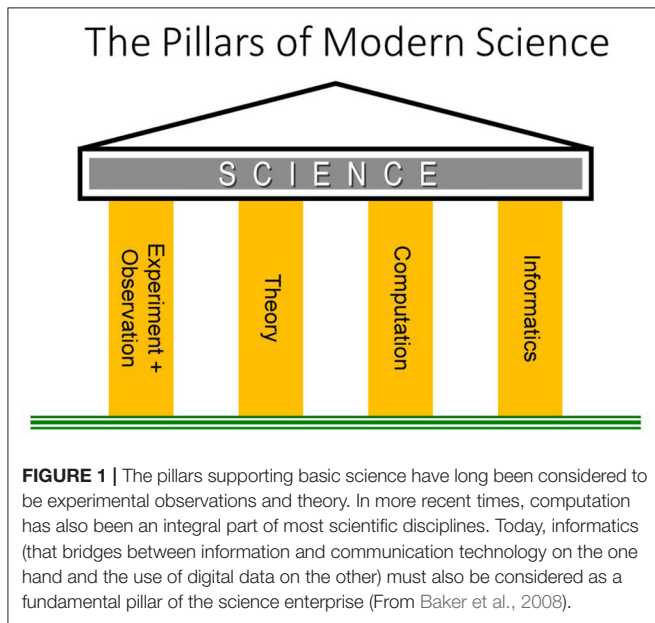 The Pillars of Modern Science
SCIENCE
Experiment +
Observation
Theory
Computation
Informatics
FIGURE 1 | The pillars supporting basic science have long been considered to
be experimental observations and theory. In more recent times, computation
has also been an integral part of most scientific disciplines. Today, informatics
(that bridges between information and communication technology on the one
hand and the use of digital data on the other) must also be considered as a
fundamental pillar of the science enterprise (From Baker et al., 2008).